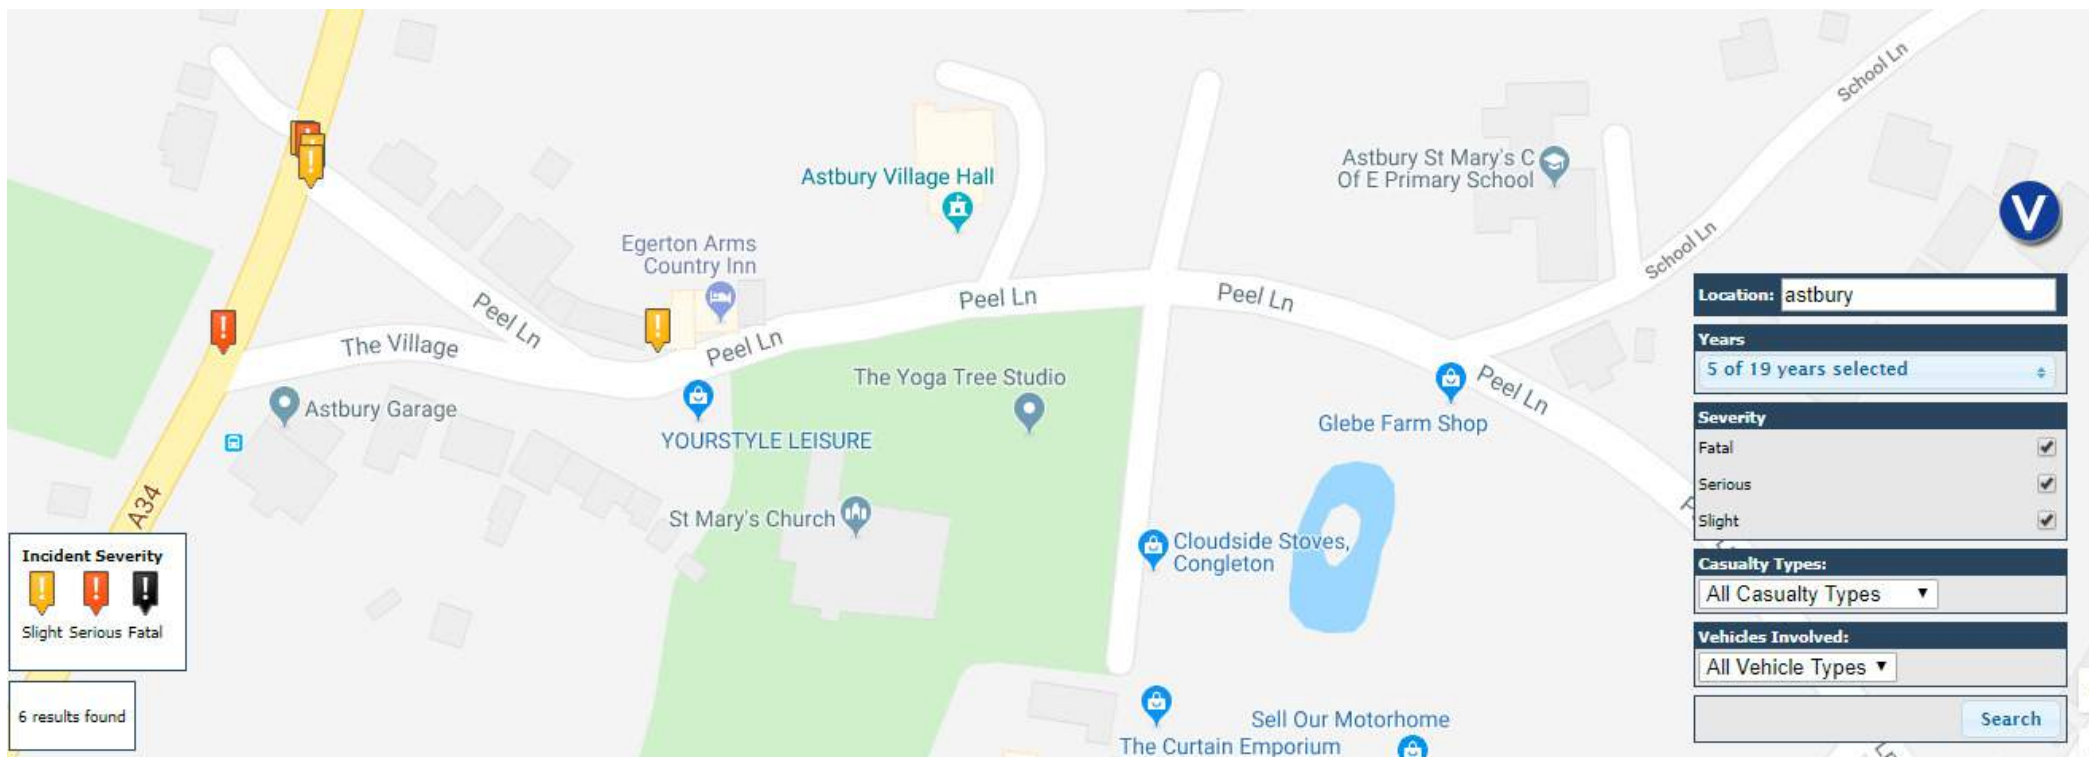 School Ln
Astbury Village Hall
Astbury St Mary's C
Of E Primary School
Egerton Arms
Country Inn
School Ln
Peel Ln
Peel Ln
Peel Ln
The Village
Peel Ln
The Yoga Tree Studio
Peel Ln
Astbury Garage
Glebe Farm Shop
YOURSTYLE LEISURE
A34
St Mary's Church
Cloudside Stoves,
Congleton
Sell Our Motorhome
The Curtain Emporium
Ln
V
Location: astbury
Years
5 of 19 years selected
Severity
Fatal
Serious
Slight
Casualty Types:
All Casualty Types
Vehicles Involved:
All Vehicle Types
Search
Incident Severity
Slight Serious Fatal
6 results found